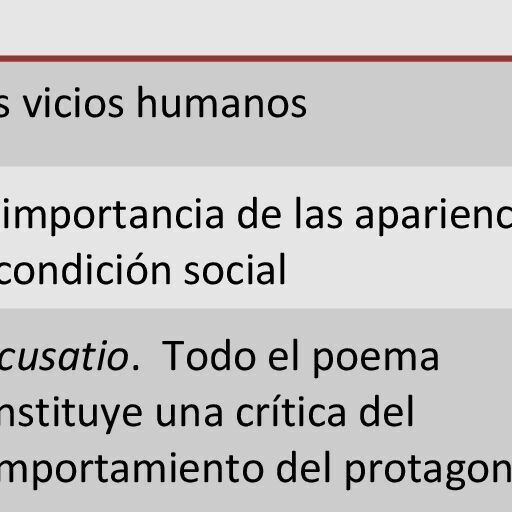 s vicios humanos
importancia de las aparienc
condición social
cusatio. Todo el poema
nstituye una crítica del
mportamiento del protagon